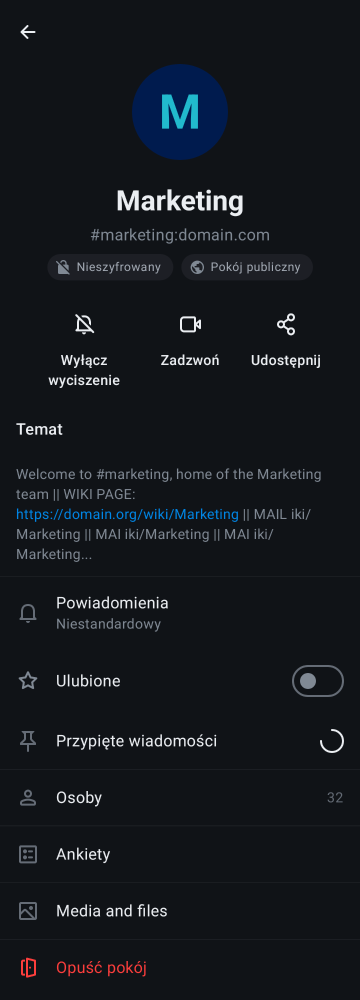 M
Marketing
#marketing:domain.com
Nieszyfrowany
Pokój publiczny
Wyłącz
wyciszenie
Zadzwoń
Udostępnij
Temat
Welcome to #marketing, home of the Marketing
team || WIKI PAGE:
https://domain.org/wiki/Marketing || MAIL iki/
Marketing || MAI iki/Marketing || MAI iki/
Marketing...
Powiadomienia
Niestandardowy
Ulubione
Przypięte wiadomości
Osoby 32
Ankiety
Media and files
Opuść pokój